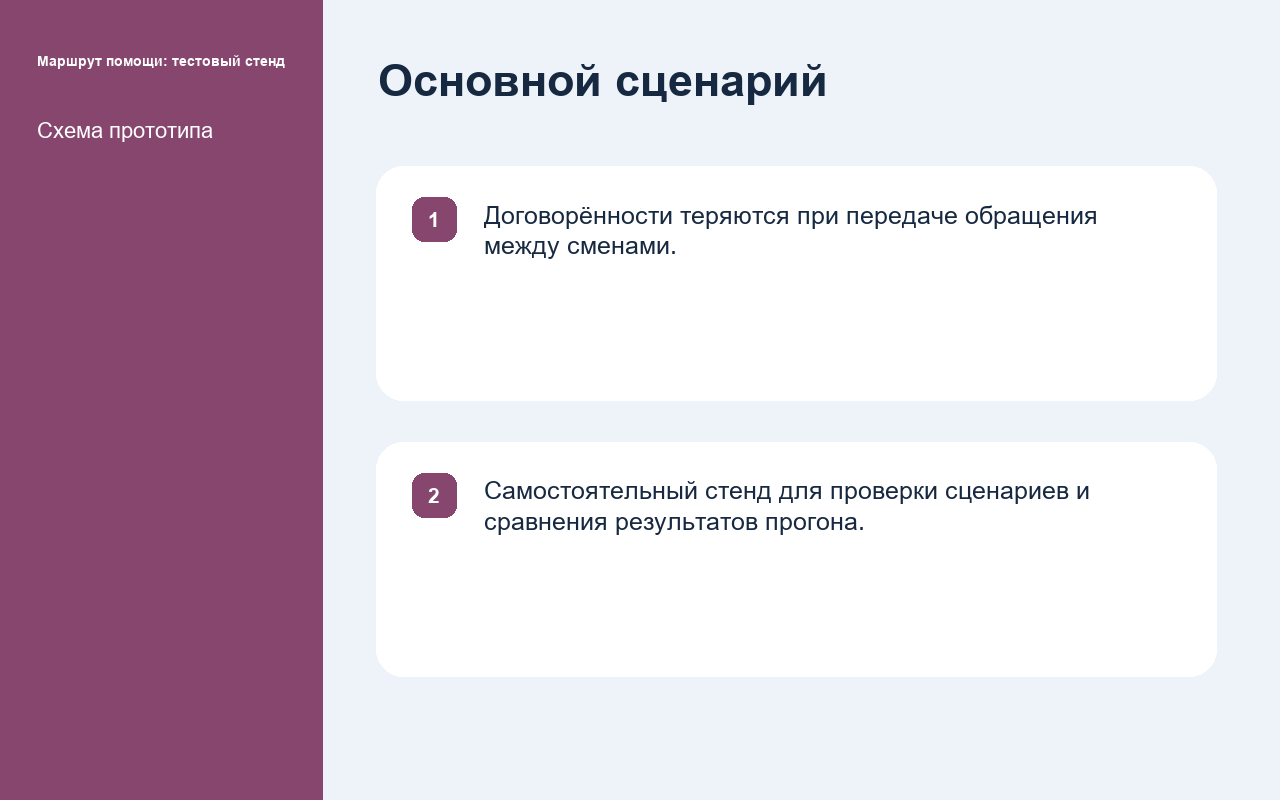 Маршрут помощи: тестовый стенд
Схема прототипа
Основной сценарий
1
Договорённости теряются при передаче обращения
между сменами.
2
Самостоятельный стенд для проверки сценариев и
сравнения результатов прогона.